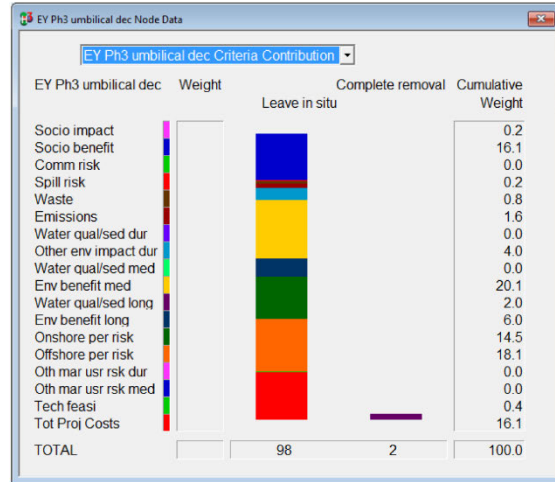 EY Ph3 umbilical dec Node Data
EY Ph3 umbilical dec Criteria Contribution
EY Ph3 umbilical dec Weight Complete removal Cumulative
Leave in situ Weight
Socio impact 0.2
Socio benefit 16.1
Comm risk 0.0
Spill risk 0.2
Waste 0.8
Emissions 1.6
Water qual/sed dur 0.0
Other env impact dur 4.0
Water qual/sed med 0.0
Env benefit med 20.1
Water qual/sed long 2.0
Env benefit long 6.0
Onshore per risk 14.5
Offshore per risk 18.1
Oth mar usr rsk dur 0.0
Oth mar usr rsk med 0.0
Tech feasi 0.4
Tot Proj Costs 16.1
TOTAL 98 2 100.0